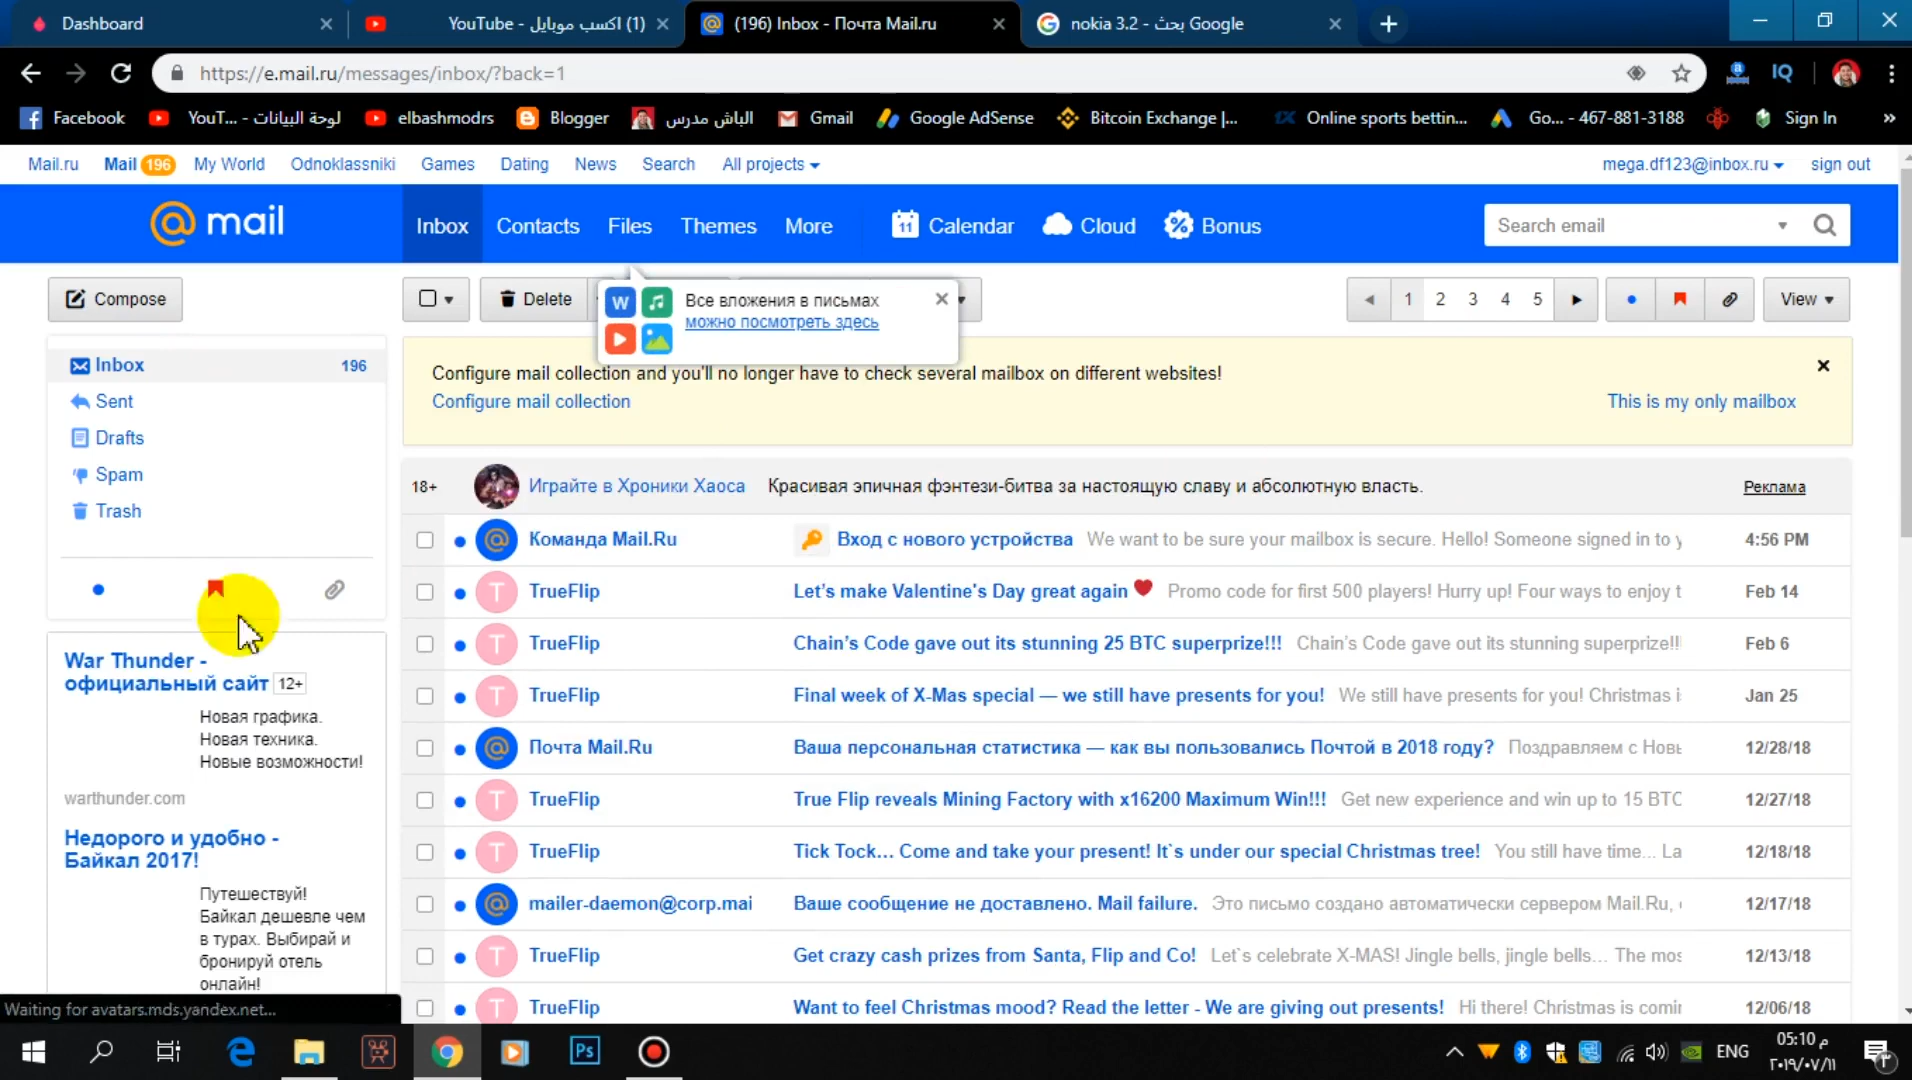 Dashboard
(1) اكسب موبايل - YouTube
(196) Inbox - Почта Mail.ru
nokia 3.2 - بحث Google
https://e.mail.ru/messages/inbox/?back=1
IQ
Facebook
YouT... - لوحة البيانات
elbashmodrs
Blogger
الباش مدرس
Gmail
Google AdSense
Bitcoin Exchange |...
Online sports bettin...
Go... - 467-881-3188
Sign In
»
Mail.ru
Mail 196
My World
Odnoklassniki
Games
Dating
News
Search
All projects
mega.df123@inbox.ru
sign out
@mail
Inbox
Contacts
Files
Themes
More
11 Calendar
Cloud
% Bonus
Search email
Compose
Delete
W
Все вложения в письмах
можно посмотреть здесь
1 2 3 4 5
View
Inbox 196
Sent
Drafts
Spam
Trash
Configure mail collection and you'll no longer have to check several mailbox on different websites!
Configure mail collection
This is my only mailbox
18+ Играйте в Хроники Хаоса Красивая эпичная фэнтези-битва за настоящую славу и абсолютную власть. Реклама
@ Команда Mail.Ru Вход с нового устройства We want to be sure your mailbox is secure. Hello! Someone signed in to y 4:56 PM
T TrueFlip Let's make Valentine's Day great again Promo code for first 500 players! Hurry up! Four ways to enjoy t Feb 14
T TrueFlip Chain's Code gave out its stunning 25 BTC superprize!!! Chain's Code gave out its stunning superprize!!! Feb 6
T TrueFlip Final week of X-Mas special — we still have presents for you! We still have presents for you! Christmas i Jan 25
@ Почта Mail.Ru Ваша персональная статистика — как вы пользовались Почтой в 2018 году? Поздравляем с Новы 12/28/18
T TrueFlip True Flip reveals Mining Factory with x16200 Maximum Win!!! Get new experience and win up to 15 BTC 12/27/18
T TrueFlip Tick Tock... Come and take your present! It`s under our special Christmas tree! You still have time... La 12/18/18
@ mailer-daemon@corp.mai Ваше сообщение не доставлено. Mail failure. Это письмо создано автоматически сервером Mail.Ru, 12/17/18
T TrueFlip Get crazy cash prizes from Santa, Flip and Co! Let`s celebrate X-MAS! Jingle bells, jingle bells... The mos 12/13/18
T TrueFlip Want to feel Christmas mood? Read the letter - We are giving out presents! Hi there! Christmas is comin 12/06/18
War Thunder -
официальный сайт 12+
Новая графика.
Новая техника.
Новые возможности!
warthunder.com
Недорого и удобно -
Байкал 2017!
Путешествуй!
Байкал дешевле чем
в турах. Выбирай и
бронируй отель
онлайн!
Waiting for avatars.mds.yandex.net...
Ps
ENG
05:10 م
٢٠١٩/٠٧/١١
٣